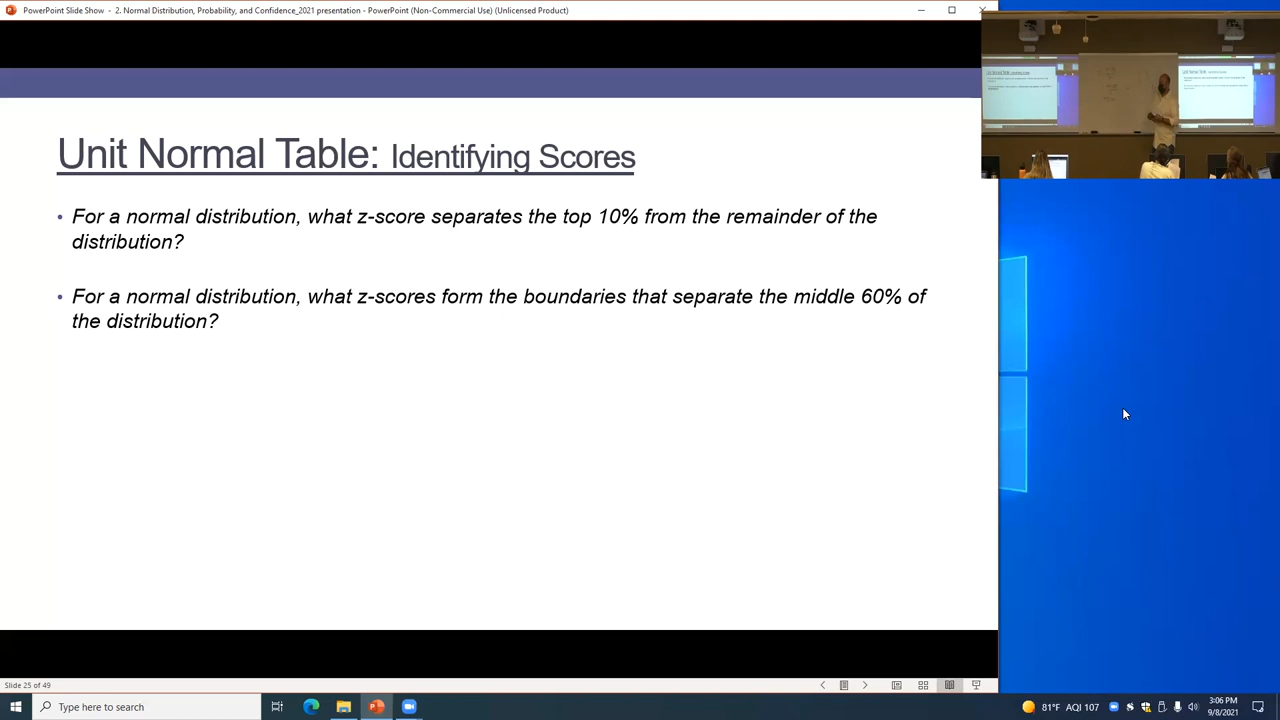 PowerPoint Slide Show - 2. Normal Distribution, Probability, and Confidence_2021 presentation - PowerPoint (Non-Commercial Use) (Unlicensed Product)
Unit Normal Table: Identifying Scores
• For a normal distribution, what z-score separates the top 10% from the remainder of the
distribution?
• For a normal distribution, what z-scores form the boundaries that separate the middle 60% of
the distribution?
Slide 25 of 49
Type here to search
81°F AQI 107
3:06 PM
9/8/2021